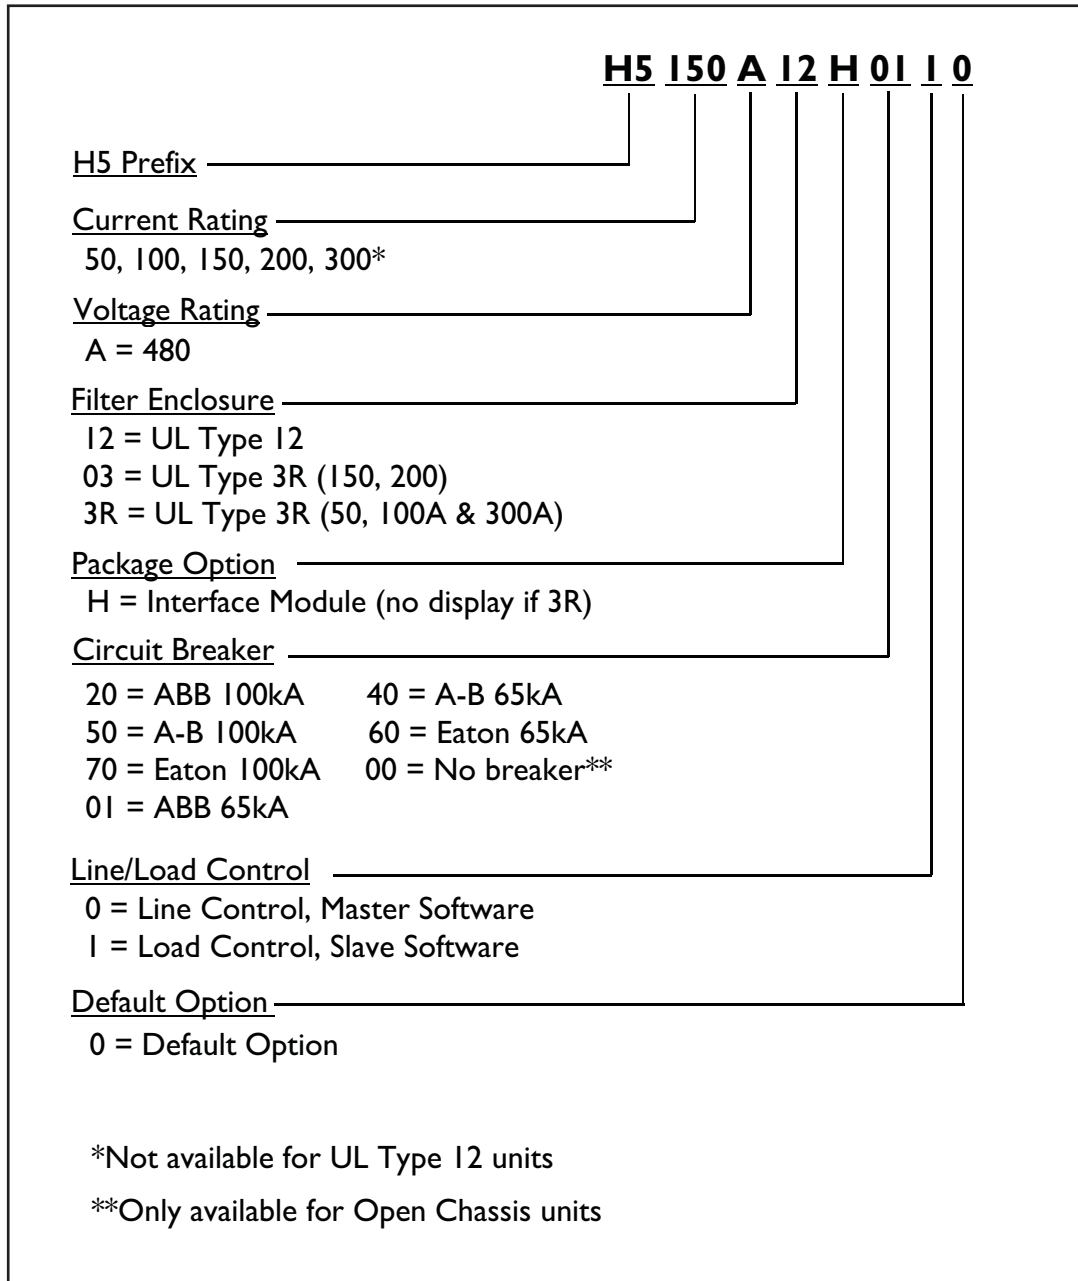 H5 150 A 12 H 01 1 0
H5 Prefix
Current Rating
50, 100, 150, 200, 300*
Voltage Rating
A = 480
Filter Enclosure
12 = UL Type 12
03 = UL Type 3R (150, 200)
3R = UL Type 3R (50, 100A & 300A)
Package Option
H = Interface Module (no display if 3R)
Circuit Breaker
20 = ABB 100kA 40 = A-B 65kA
50 = A-B 100kA 60 = Eaton 65kA
70 = Eaton 100kA 00 = No breaker**
01 = ABB 65kA
Line/Load Control
0 = Line Control, Master Software
1 = Load Control, Slave Software
Default Option
0 = Default Option
*Not available for UL Type 12 units
**Only available for Open Chassis units